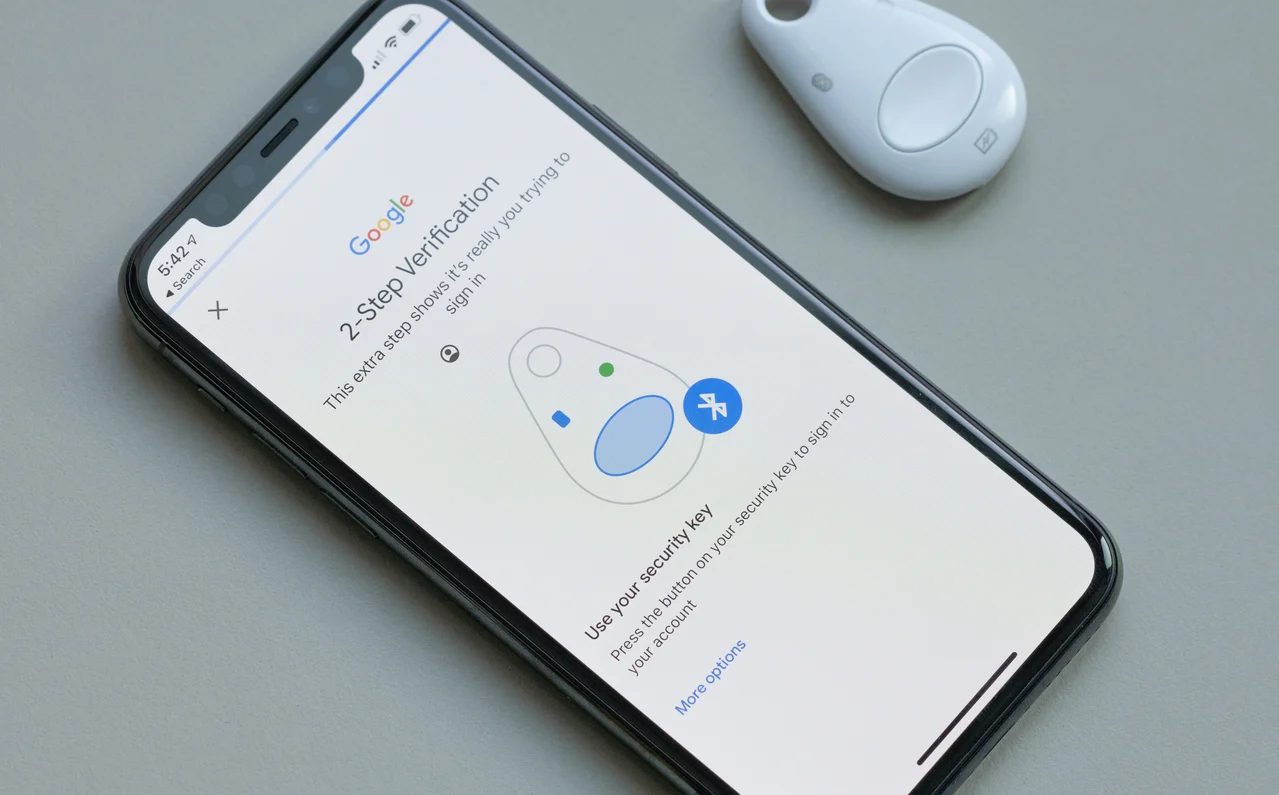 5:42
◀ Search
Google
2-Step Verification
This extra step shows it's really you trying to
sign in
Use your security key
Press the button on your security key to sign in to
your account
More options